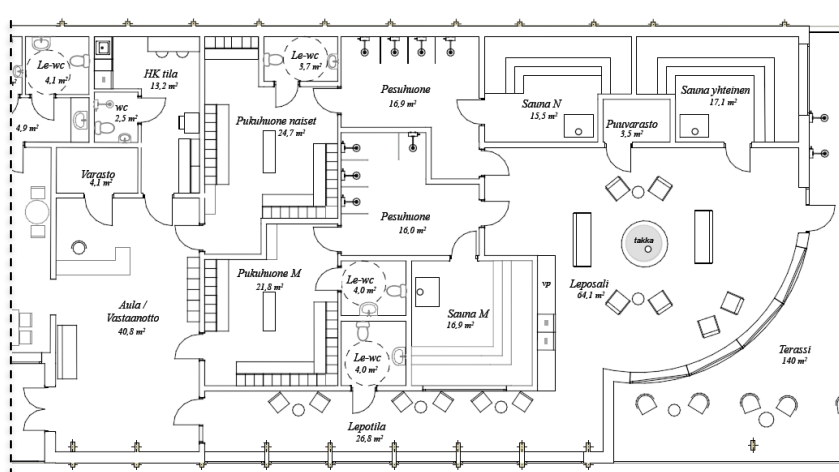 Le-wc
4,1 m²
HK tila
13,2 m²
wc
2,5 m²
4,9 m²
Varasto
4,1 m²
Pukuhuone naiset
24,7 m²
Le-wc
3,7 m²
Pesuhuone
16,9 m²
Sauna N
15,5 m²
Puuvarasto
3,5 m²
Sauna yhteinen
17,1 m²
Pesuhuone
16,0 m²
takka
Leposali
64,1 m²
vp
Aula /
Vastaanotto
40,8 m²
Pukuhuone M
21,8 m²
Le-wc
4,0 m²
Sauna M
16,9 m²
Le-wc
4,0 m²
Terassi
140 m²
Lepotila
26,8 m²